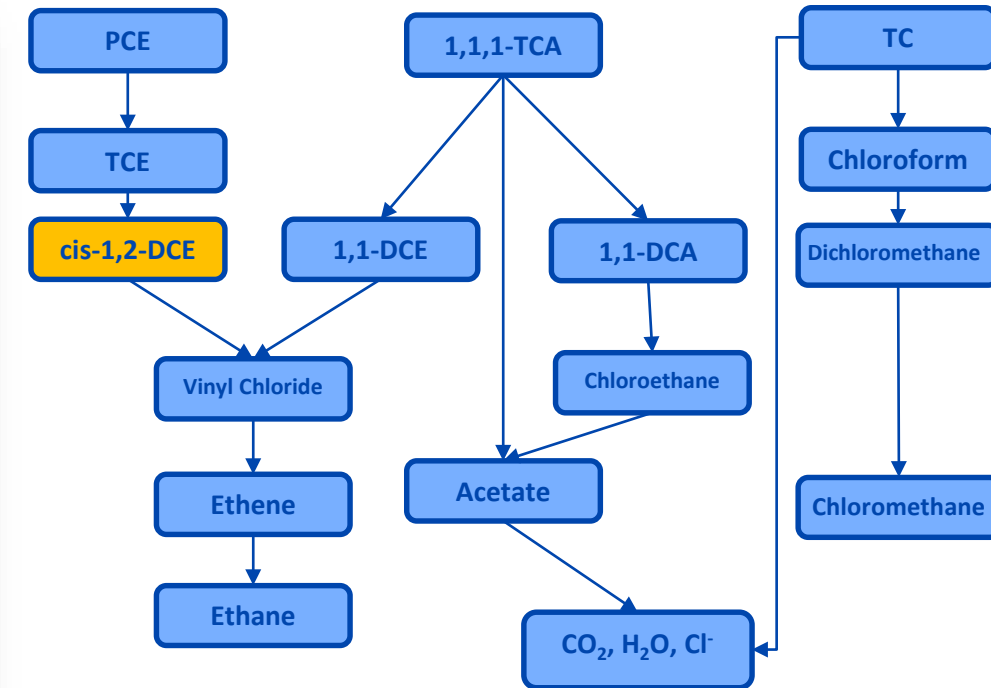 PCE
1,1,1-TCA
TC
TCE
Chloroform
cis-1,2-DCE
1,1-DCE
1,1-DCA
Dichloromethane
Vinyl Chloride
Chloroethane
Ethene
Acetate
Chloromethane
Ethane
CO₂, H₂O, Cl⁻